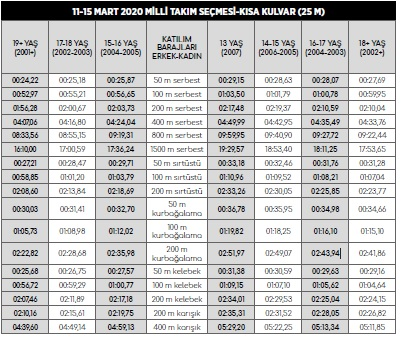 11-15 MART 2020 MİLLİ TAKIM SEÇMESİ-KISA KULVAR (25 M)
19+ YAŞ (2001+) 17-18 YAŞ (2002-2003) 15-16 YAŞ (2004-2005) KATILIM BARAJLARI ERKEK-KADIN 13 YAŞ (2007) 14-15 YAŞ (2006-2005) 16-17 YAŞ (2004-2003) 18+ YAŞ (2002+)
00:24,22 00:25,18 00:25,87 50 m serbest 00:29,15 00:28,63 00:28,07 00:27,69
00:52,97 00:55,21 00:56,65 100 m serbest 01:03,50 01:01,79 01:00,78 00:59,95
01:56,28 02:00,67 02:03,73 200 m serbest 02:17,48 02:19,37 02:10,59 02:10,04
04:07,06 04:16,80 04:24,04 400 m serbest 04:49,99 04:42,95 04:35,49 04:33,76
08:33,56 08:55,15 09:19,31 800 m serbest 09:59,95 09:40,90 09:27,72 09:22,44
16:10,00 17:00,59 17:36,24 1500 m serbest 19:29,57 18:53,40 18:11,25 17:53,65
00:27,21 00:28,47 00:29,71 50 m sırtüstü 00:33,18 00:32,46 00:31,76 00:31,28
00:58,85 01:01,20 01:03,79 100 m sırtüstü 01:10,96 01:09,52 01:08,21 01:07,04
02:08,60 02:13,84 02:18,69 200 m sırtüstü 02:33,26 02:30,05 02:25,85 02:23,77
00:30,03 00:31,41 00:32,70 50 m kurbağalama 00:36,78 00:35,95 00:34,98 00:34,66
01:05,73 01:08,98 01:12,02 100 m kurbağalama 01:19,82 01:18,25 01:16,10 01:15,10
02:22,82 02:28,68 02:35,98 200 m kurbağalama 02:51,97 02:49,07 02:43,94 02:41,86
00:25,68 00:26,75 00:27,57 50 m kelebek 00:31,38 00:30,59 00:29,63 00:29,16
00:56,72 00:59,29 01:00,77 100 m kelebek 01:09,15 01:07,10 01:05,62 01:04,64
02:07,46 02:11,89 02:17,18 200 m kelebek 02:34,01 02:29,53 02:25,04 02:24,15
02:10,16 02:15,61 02:19,75 200 m karışık 02:35,31 02:31,52 02:28,05 02:26,82
04:39,60 04:49,14 04:59,13 400 m karışık 05:29,20 05:22,25 05:13,34 05:11,85